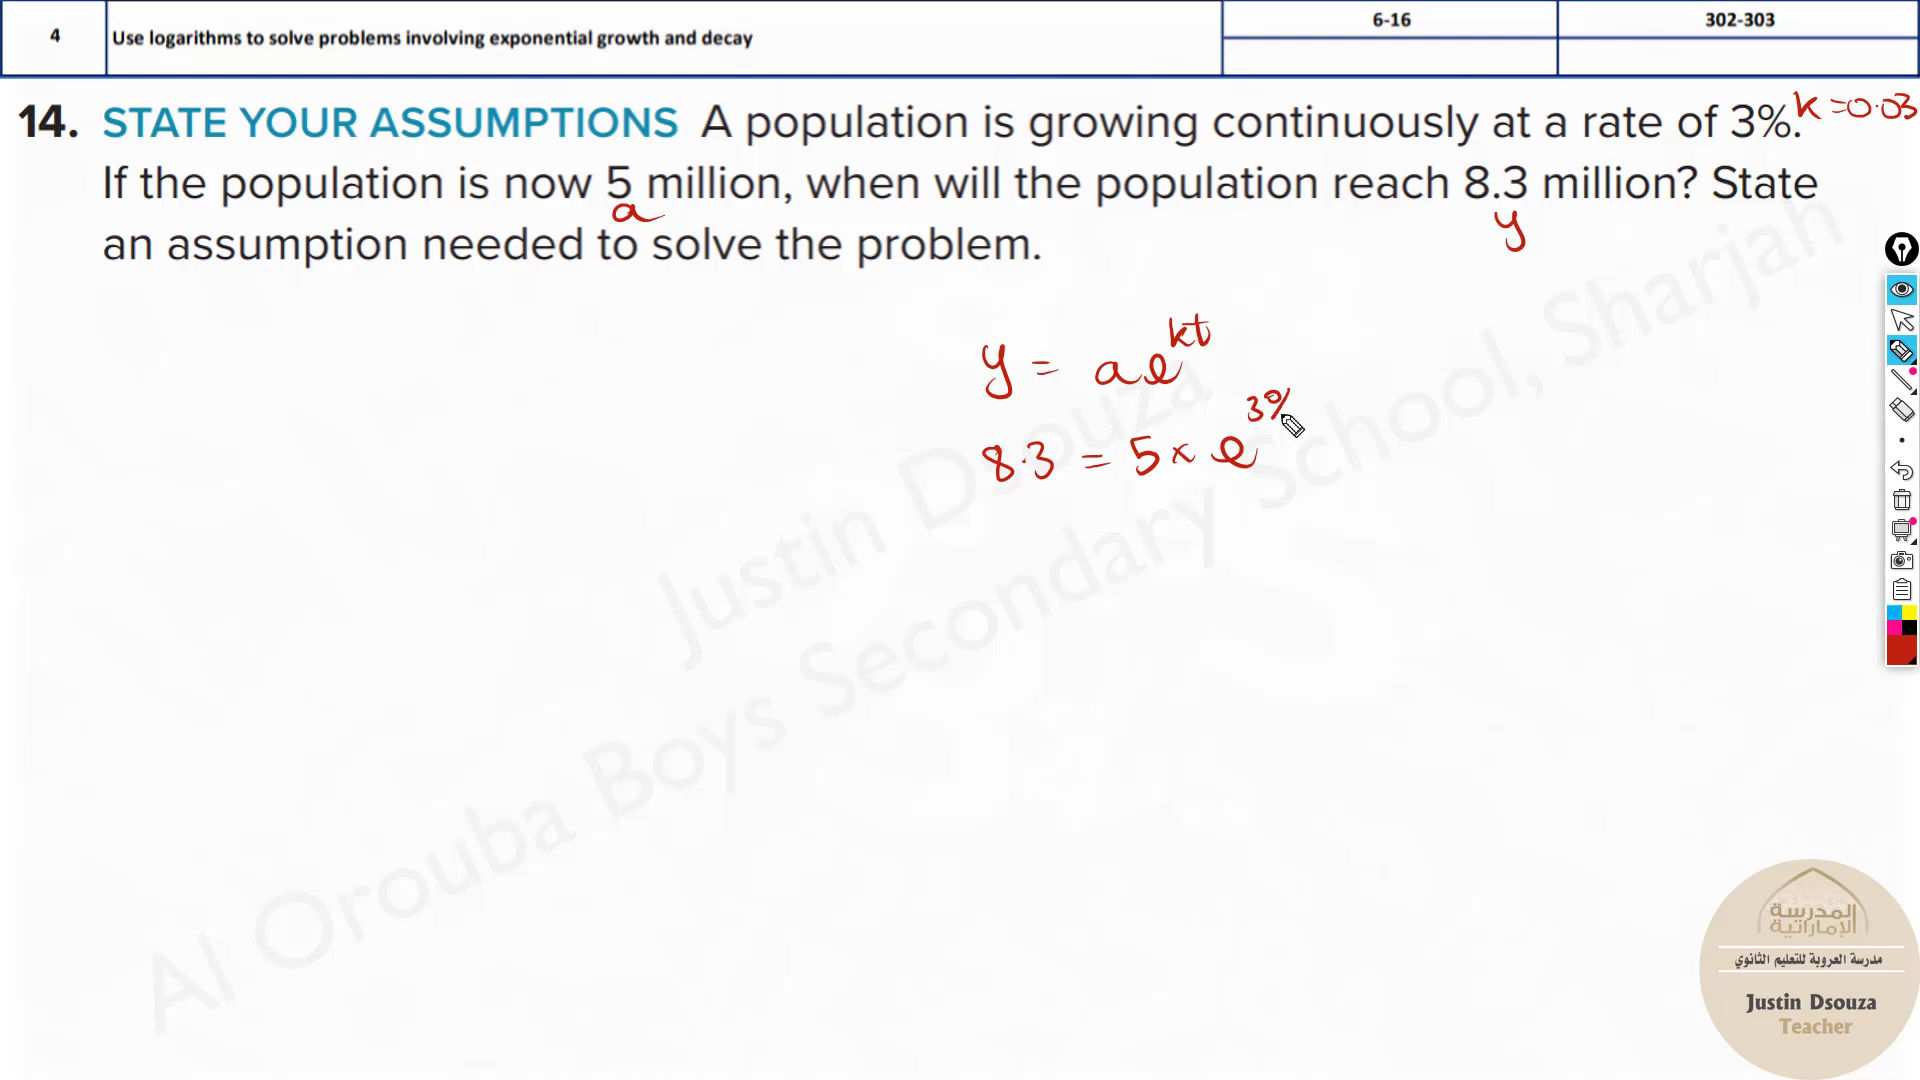 4 Use logarithms to solve problems involving exponential growth and decay 6-16 302-303
14. STATE YOUR ASSUMPTIONS A population is growing continuously at a rate of 3%. k = 0.03
If the population is now 5 million, when will the population reach 8.3 million? State
a y
an assumption needed to solve the problem.
y = ae^kt
8.3 = 5 × e^3%
Justin Dsouza
Al Orouba Boys Secondary School, Sharjah
المدرسة
الإماراتية
مدرسة العروبة للتعليم الثانوي
Justin Dsouza
Teacher